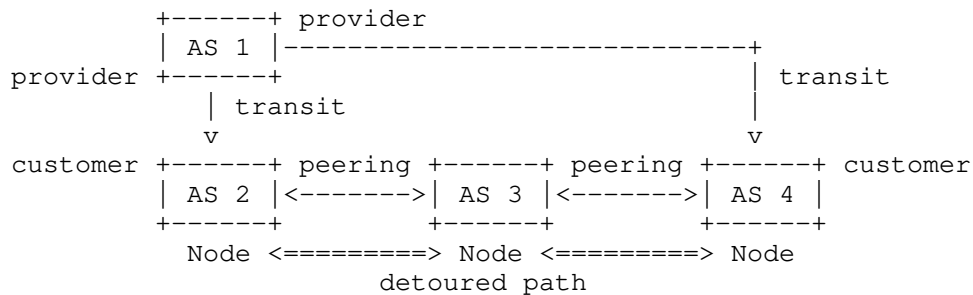 +------+ provider
| AS 1 |-----------------------------+
provider +------+ | transit
| transit |
v v
customer +------+ peering +------+ peering +------+ customer
| AS 2 |<------->| AS 3 |<------->| AS 4 |
+------+ +------+ +------+
Node <=========> Node <=========> Node
detoured path